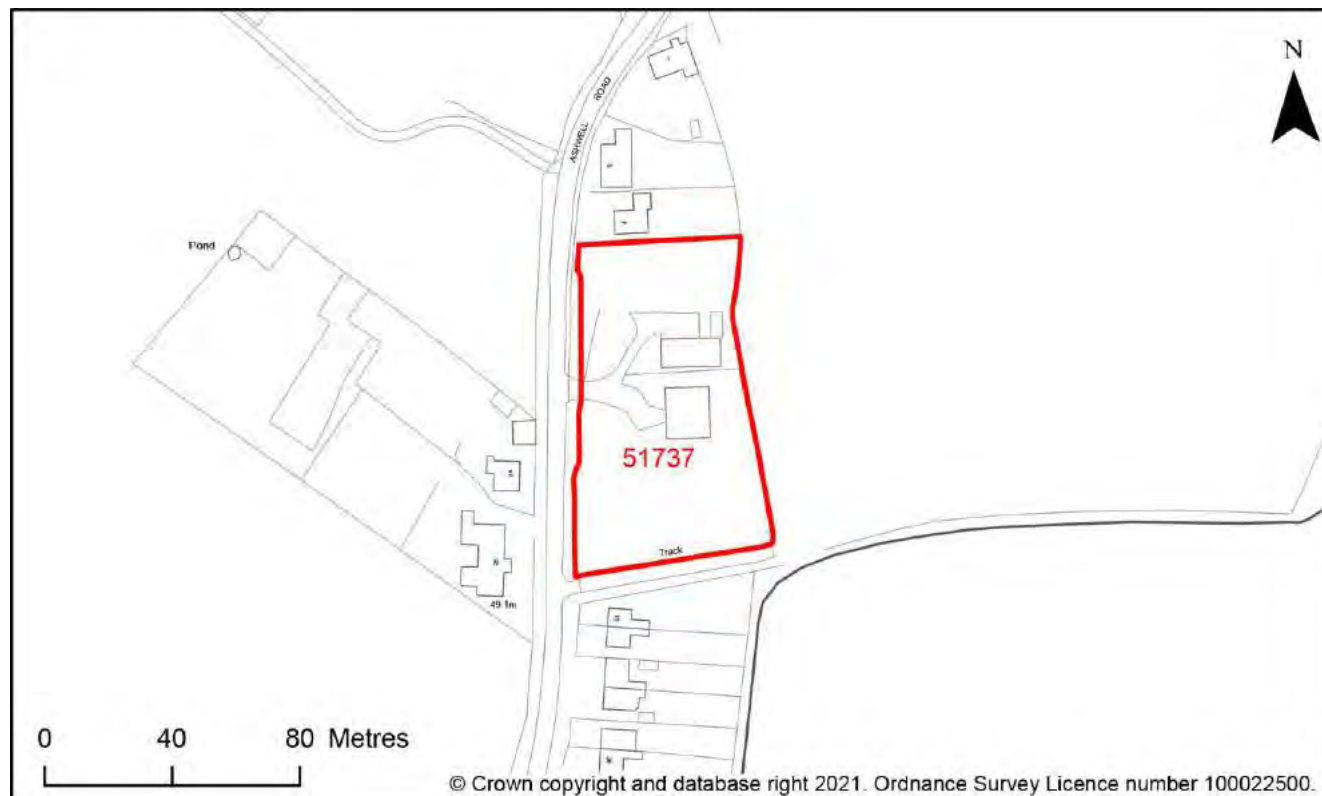 N
ASHWELL ROAD
Pond
51737
Track
49.1m
0 40 80 Metres
© Crown copyright and database right 2021. Ordnance Survey Licence number 100022500.